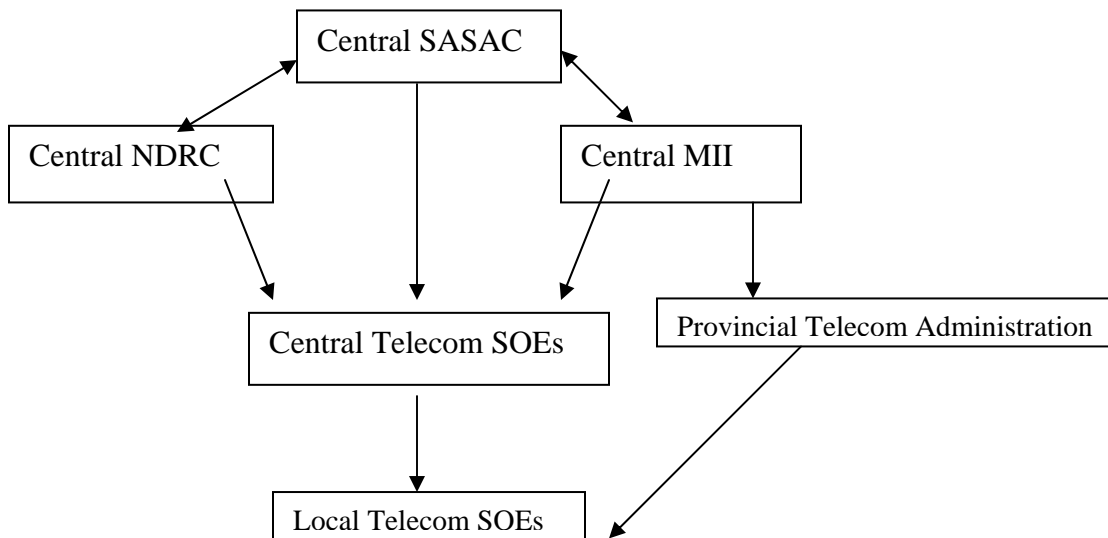 Central SASAC
Central NDRC
Central MII
Provincial Telecom Administration
Central Telecom SOEs
Local Telecom SOEs